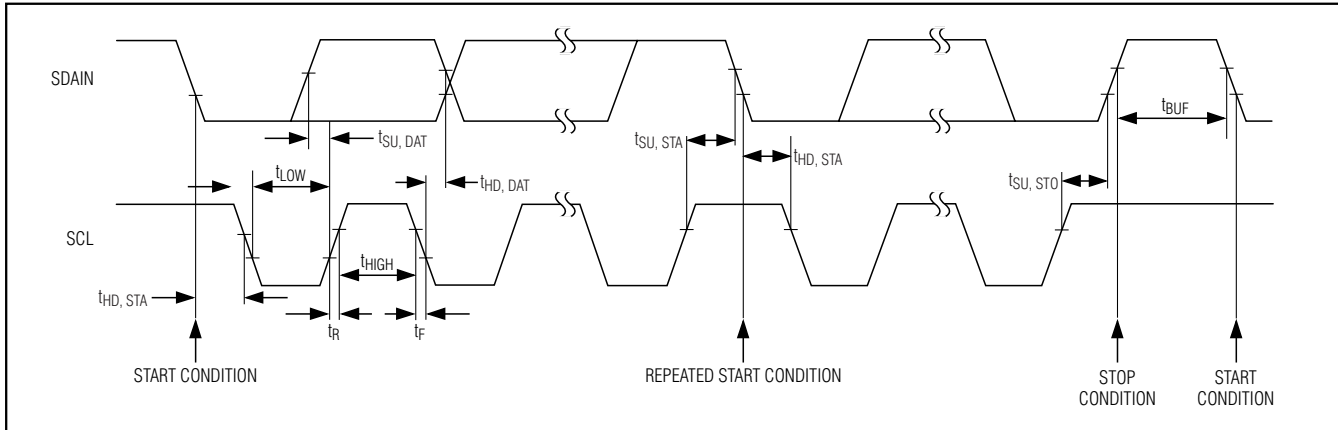 SDAIN
tSU, DAT
tBUF
tSU, STA
tHD, STA
tLOW
tHD, DAT
tSU, STO
SCL
tHIGH
tHD, STA
tR
tF
START CONDITION
REPEATED START CONDITION
STOP
CONDITION
START
CONDITION